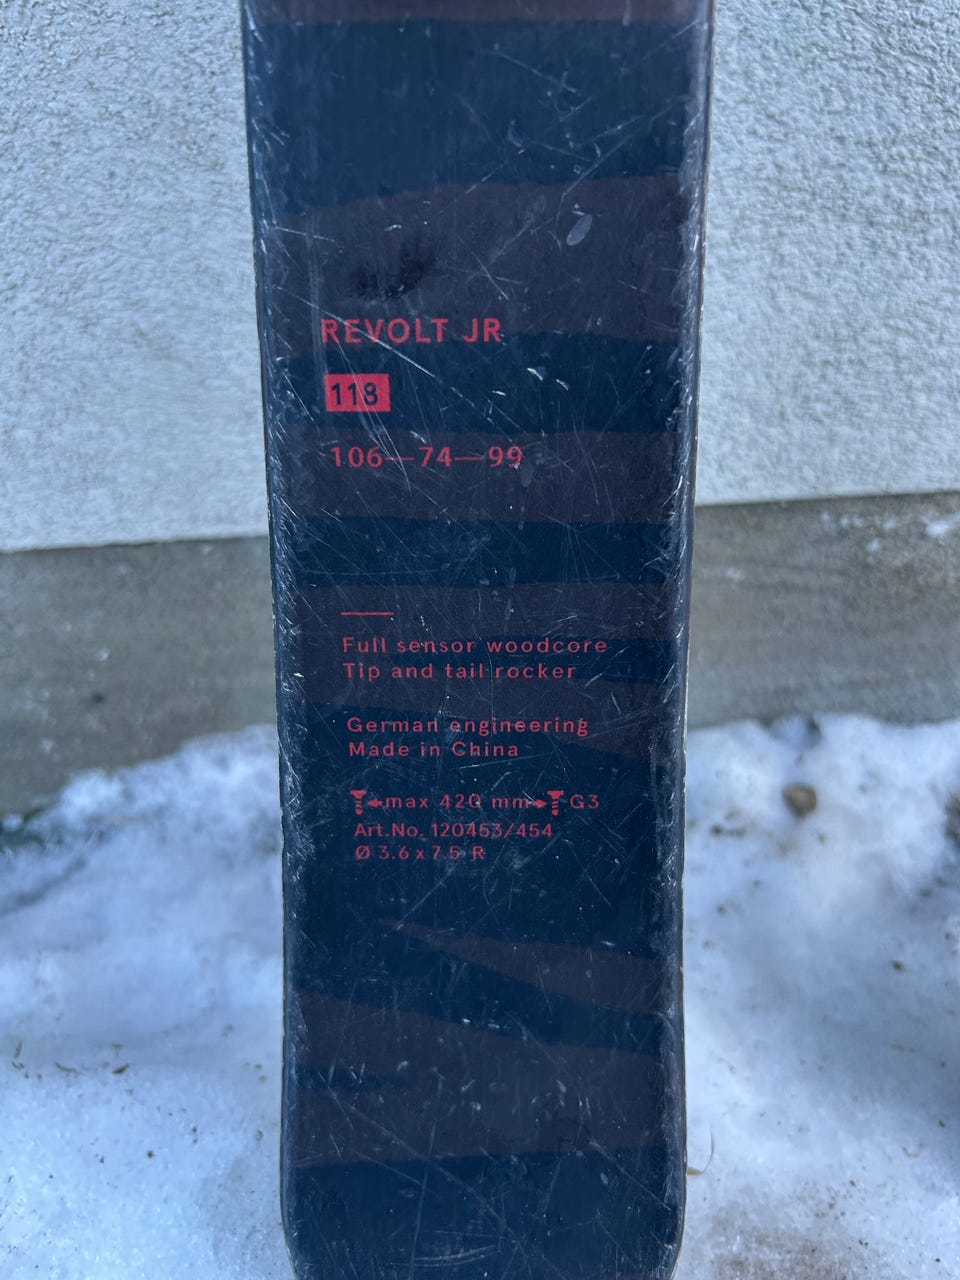 REVOLT JR
118
106—74—99
Full sensor woodcore
Tip and tail rocker
German engineering
Made in China
max 420 mm G3
Art.No. 120453/454
Ø 3.6 x 7.5 R